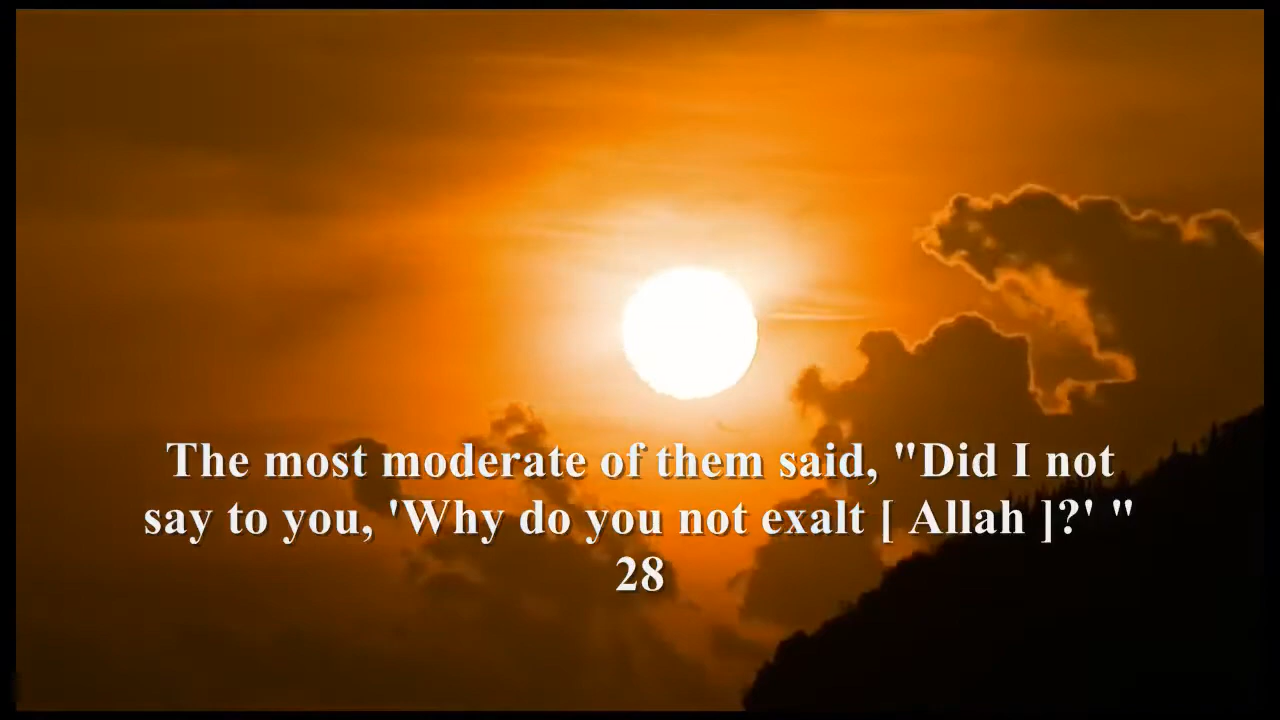 The most moderate of them said, "Did I not
say to you, 'Why do you not exalt [ Allah ]?' "
28